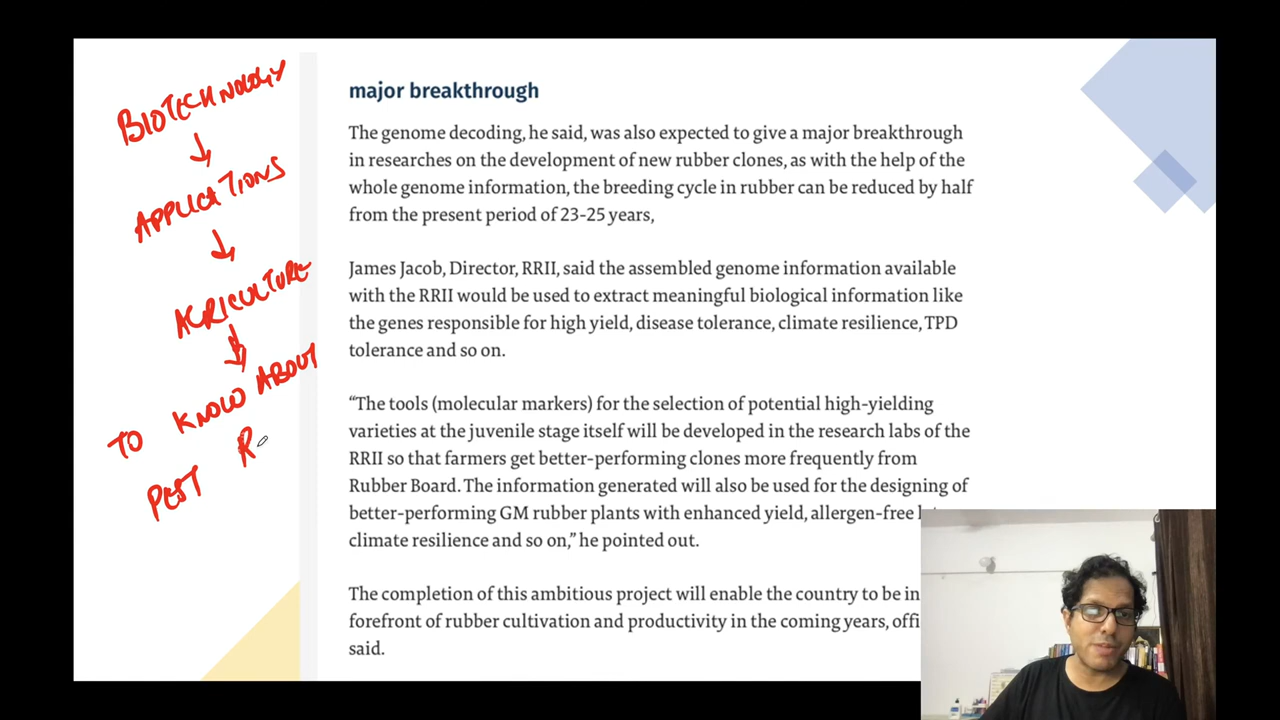 BIOTECHNOLOGY
APPLICATIONS
AGRICULTURE
TO KNOW ABOUT
PEST R
major breakthrough
The genome decoding, he said, was also expected to give a major breakthrough
in researches on the development of new rubber clones, as with the help of the
whole genome information, the breeding cycle in rubber can be reduced by half
from the present period of 23-25 years,
James Jacob, Director, RRII, said the assembled genome information available
with the RRII would be used to extract meaningful biological information like
the genes responsible for high yield, disease tolerance, climate resilience, TPD
tolerance and so on.
“The tools (molecular markers) for the selection of potential high-yielding
varieties at the juvenile stage itself will be developed in the research labs of the
RRII so that farmers get better-performing clones more frequently from
Rubber Board. The information generated will also be used for the designing of
better-performing GM rubber plants with enhanced yield, allergen-free
climate resilience and so on,” he pointed out.
The completion of this ambitious project will enable the country to be in
forefront of rubber cultivation and productivity in the coming years,
said.